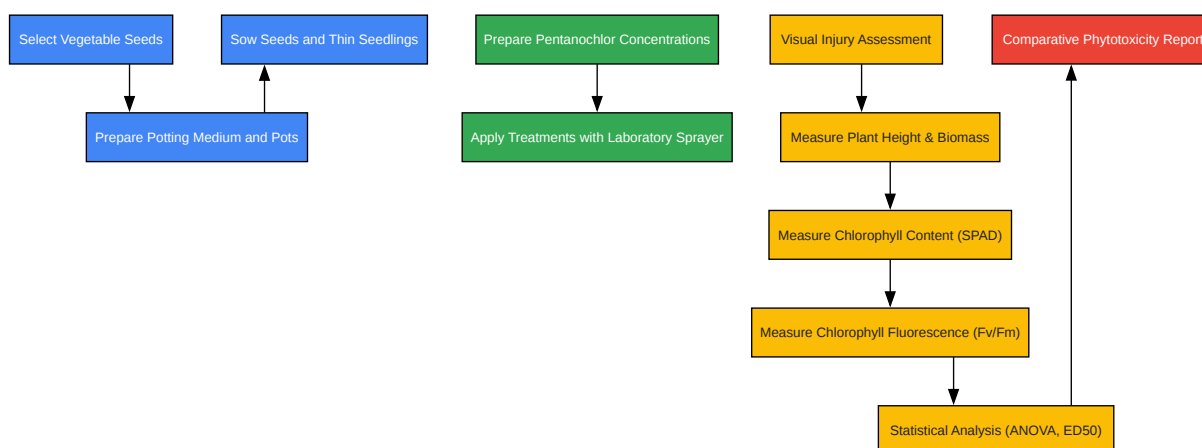 Select Vegetable Seeds
Sow Seeds and Thin Seedlings
Prepare Pentanochlor Concentrations
Visual Injury Assessment
Comparative Phytotoxicity Report
Prepare Potting Medium and Pots
Apply Treatments with Laboratory Sprayer
Measure Plant Height & Biomass
Measure Chlorophyll Content (SPAD)
Measure Chlorophyll Fluorescence (Fv/Fm)
Statistical Analysis (ANOVA, ED50)